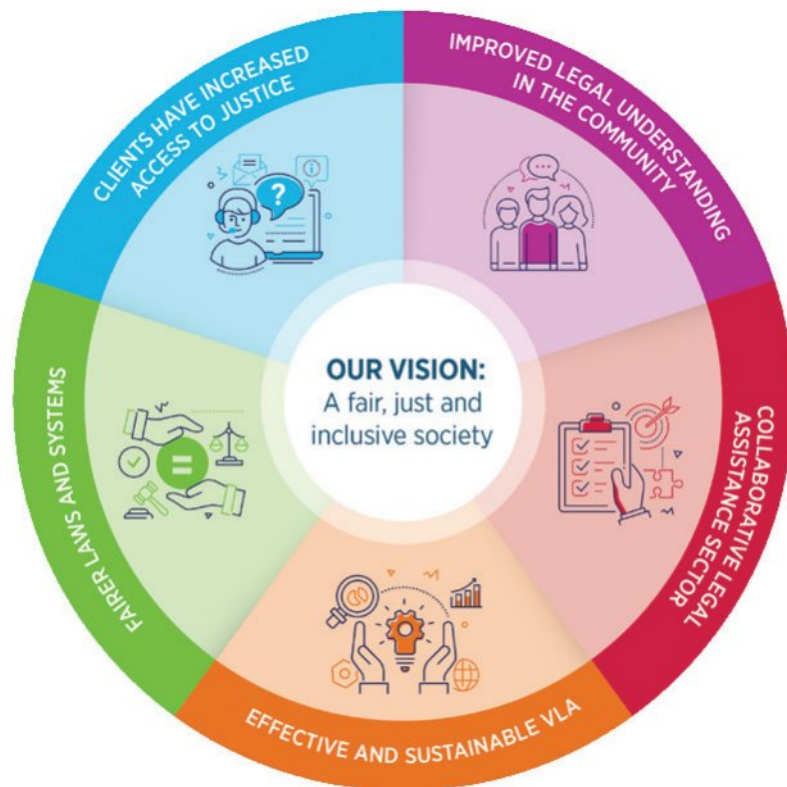 CLIENTS HAVE INCREASED
ACCESS TO JUSTICE
IMPROVED LEGAL UNDERSTANDING
IN THE COMMUNITY
?
i
OUR VISION:
A fair, just and
inclusive society
FAIRER LAWS AND SYSTEMS
=
COLLABORATIVE LEGAL
ASSISTANCE SECTOR
EFFECTIVE AND SUSTAINABLE VLA